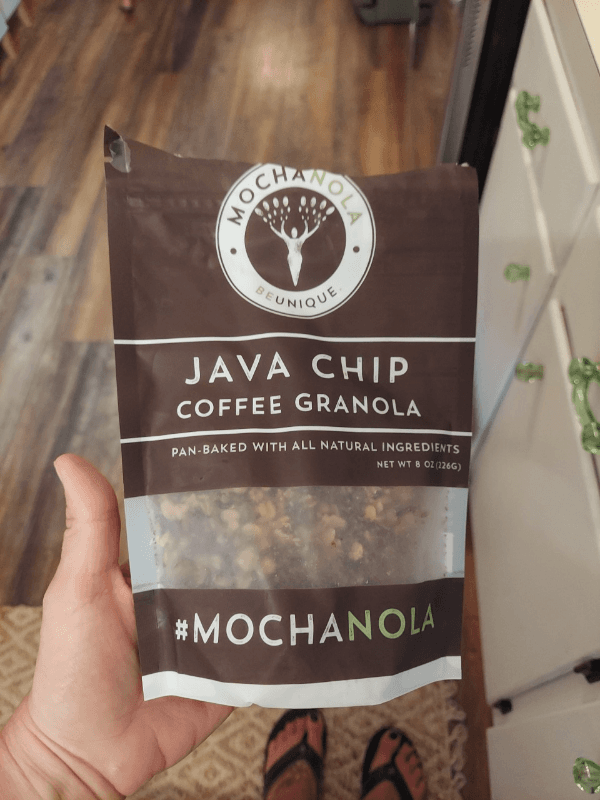 MOCHANOLA
BEUNIQUE.
JAVA CHIP
COFFEE GRANOLA
PAN-BAKED WITH ALL NATURAL INGREDIENTS
NET WT 8 OZ (226G)
#MOCHANOLA